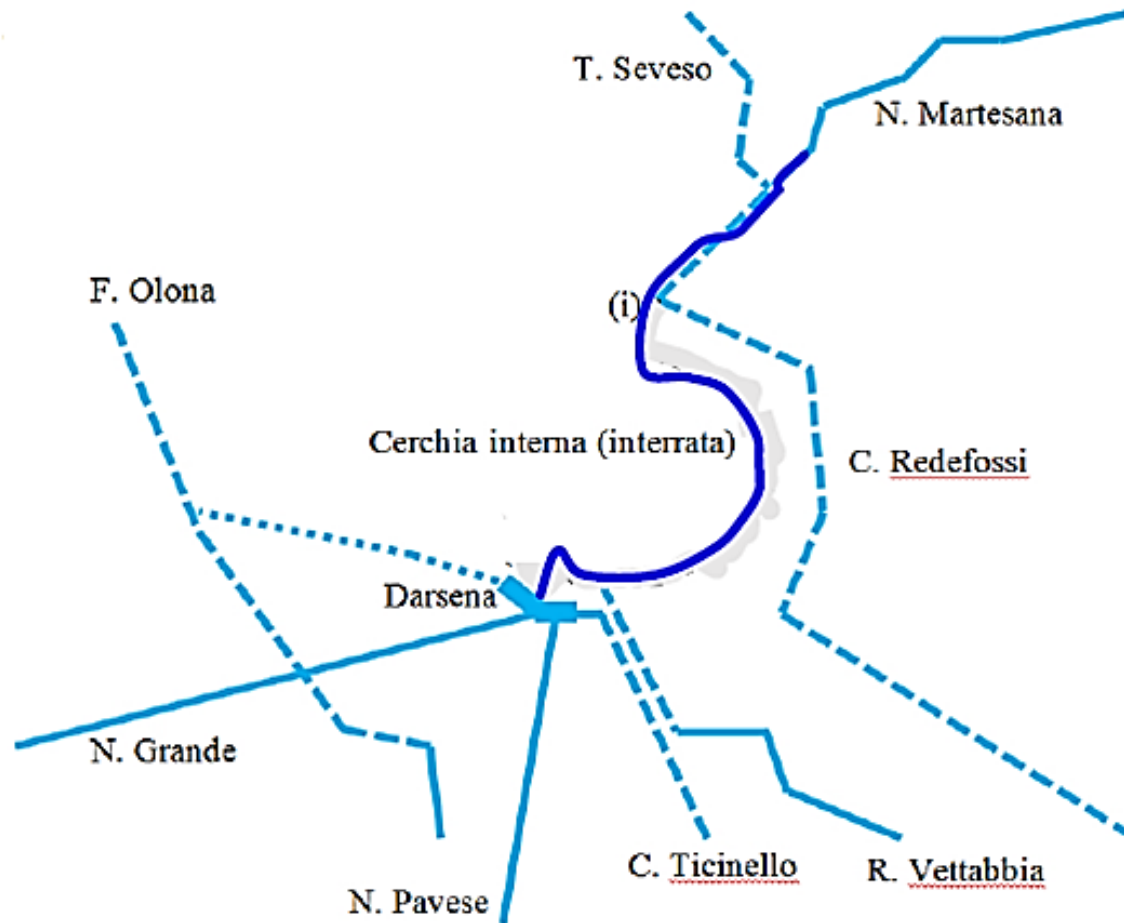 T. Seveso
N. Martesana
F. Olona
(i)
Cerchia interna (interrata)
C. Redefossi
Darsena
N. Grande
C. Ticinello
R. Vettabbia
N. Pavese